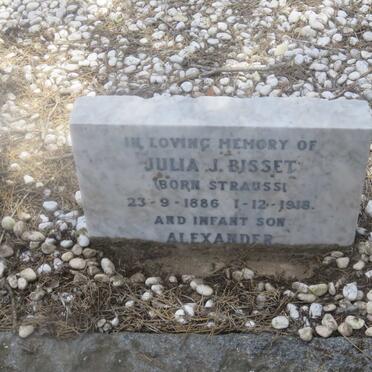 IN LOVING MEMORY OF
JULIA J. BISSET
(BORN STRAUSS)
23-9-1886 1-12-1918.
AND INFANT SON
ALEXANDER